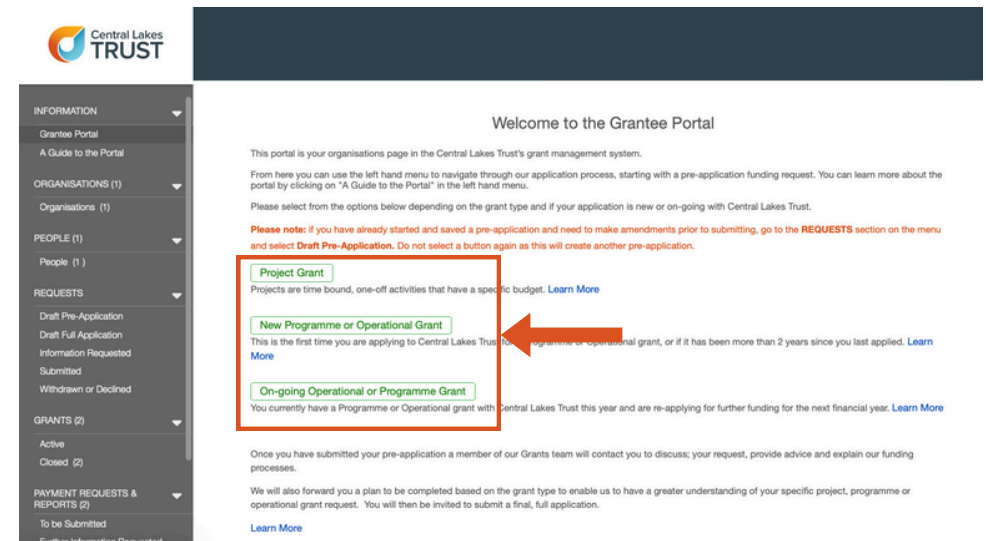 Central Lakes
TRUST
INFORMATION
Grantee Portal
A Guide to the Portal
ORGANISATIONS (1)
Organisations (1)
PEOPLE (1)
People (1 )
REQUESTS
Draft Pre-Application
Draft Full Application
Information Requested
Submitted
Withdrawn or Declined
GRANTS (2)
Active
Closed (2)
PAYMENT REQUESTS &
REPORTS (2)
To be Submitted
Further Information Requested
Welcome to the Grantee Portal
This portal is your organisations page in the Central Lakes Trust's grant management system.
From here you can use the left hand menu to navigate through our application process, starting with a pre-application funding request. You can learn more about the
portal by clicking on "A Guide to the Portal" in the left hand menu.
Please select from the options below depending on the grant type and if your application is new or on-going with Central Lakes Trust.
Please note: if you have already started and saved a pre-application and need to make amendments prior to submitting, go to the REQUESTS section on the menu
and select Draft Pre-Application. Do not select a button again as this will create another pre-application.
Project Grant
Projects are time bound, one-off activities that have a specific budget. Learn More
New Programme or Operational Grant
This is the first time you are applying to Central Lakes Trust for a Programme or Operational grant, or if it has been more than 2 years since you last applied. Learn
More
On-going Operational or Programme Grant
You currently have a Programme or Operational grant with Central Lakes Trust this year and are re-applying for further funding for the next financial year. Learn More
Once you have submitted your pre-application a member of our Grants team will contact you to discuss; your request, provide advice and explain our funding
processes.
We will also forward you a plan to be completed based on the grant type to enable us to have a greater understanding of your specific project, programme or
operational grant request. You will then be invited to submit a final, full application.
Learn More